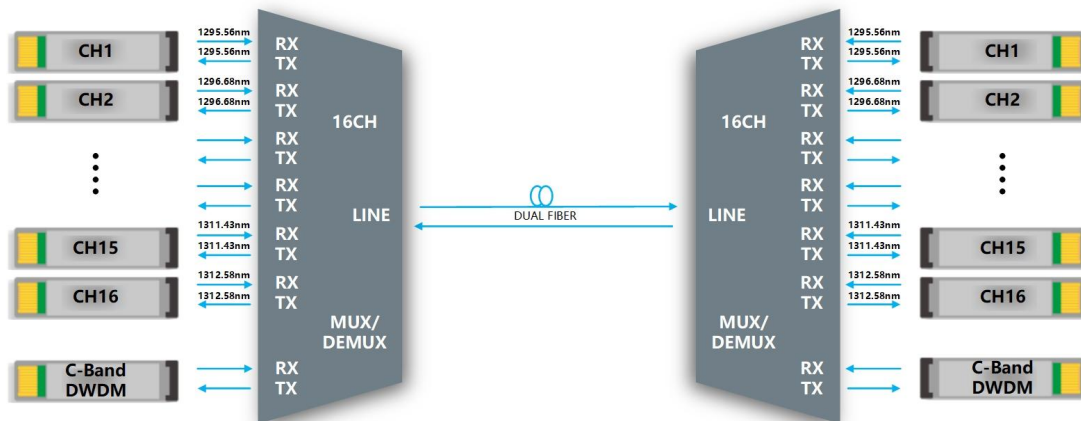 CH1
1295.56nm
1295.56nm
RX
TX
CH2
1296.68nm
1296.68nm
RX
TX
RX
TX
RX
TX
CH15
1311.43nm
1311.43nm
RX
TX
CH16
1312.58nm
1312.58nm
RX
TX
C-Band
DWDM
RX
TX
16CH
LINE
MUX/
DEMUX
DUAL FIBER
16CH
LINE
MUX/
DEMUX
RX
TX
1295.56nm
1295.56nm
CH1
RX
TX
1296.68nm
1296.68nm
CH2
RX
TX
RX
TX
RX
TX
1311.43nm
1311.43nm
CH15
RX
TX
1312.58nm
1312.58nm
CH16
RX
TX
C-Band
DWDM